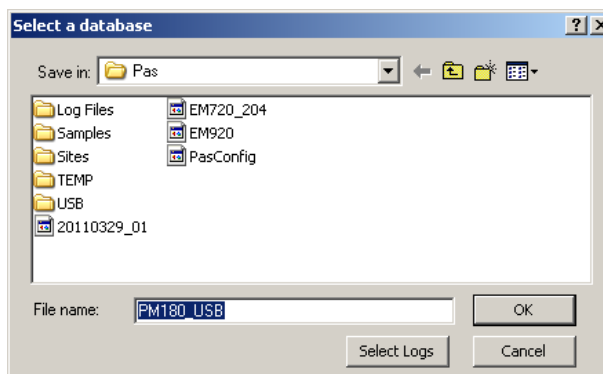 Select a database
Save in: Pas
Log Files
Samples
Sites
TEMP
USB
20110329_01
EM720_204
EM920
PasConfig
File name: PM180_USB
OK
Select Logs
Cancel